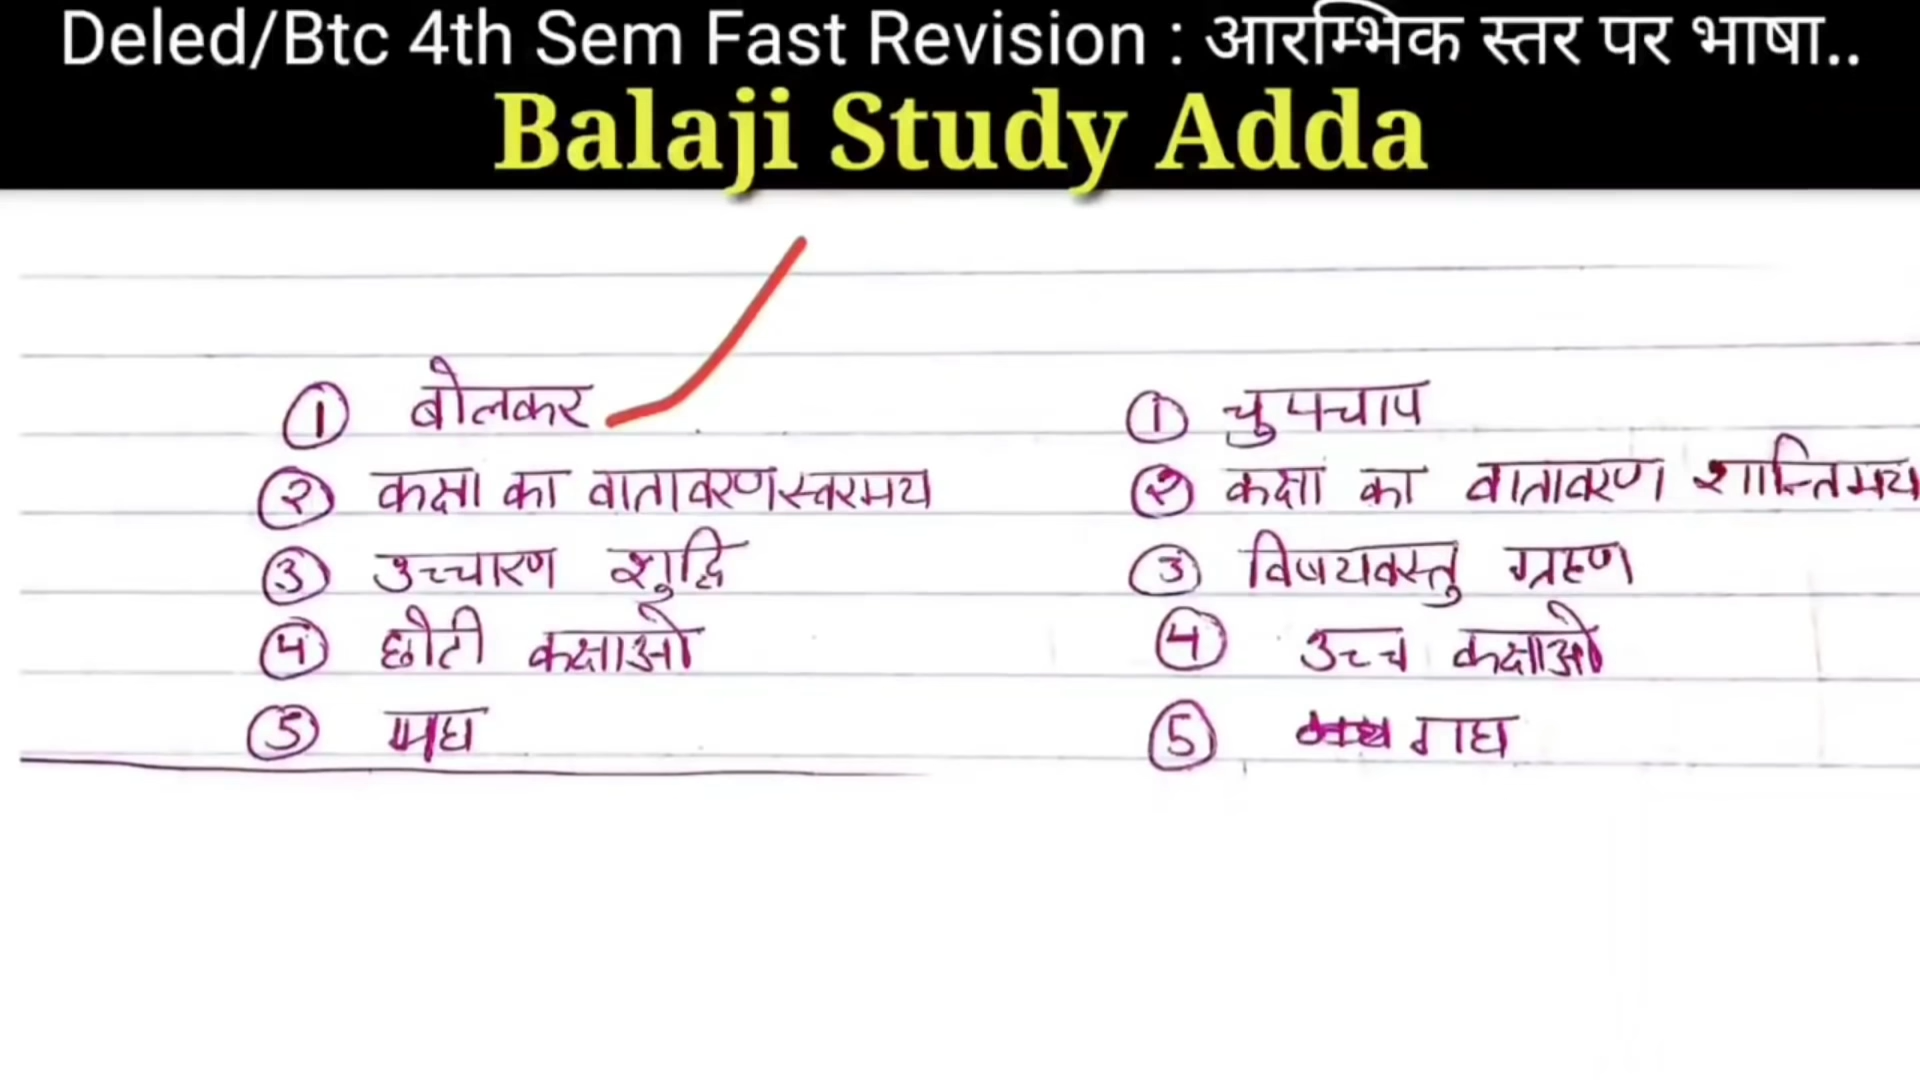 Deled/Btc 4th Sem Fast Revision : आरम्भिक स्तर पर भाषा..
Balaji Study Adda
① बोलकर ① चुपचाप
② कक्षा का वातावरण स्वरमय ② कक्षा का वातावरण शान्तिमय
③ उच्चारण शुद्धि ③ विषयवस्तु ग्रहण
④ छोटी कक्षाओ ④ उच्च कक्षाओ
⑤ पद्य ⑤ गद्य